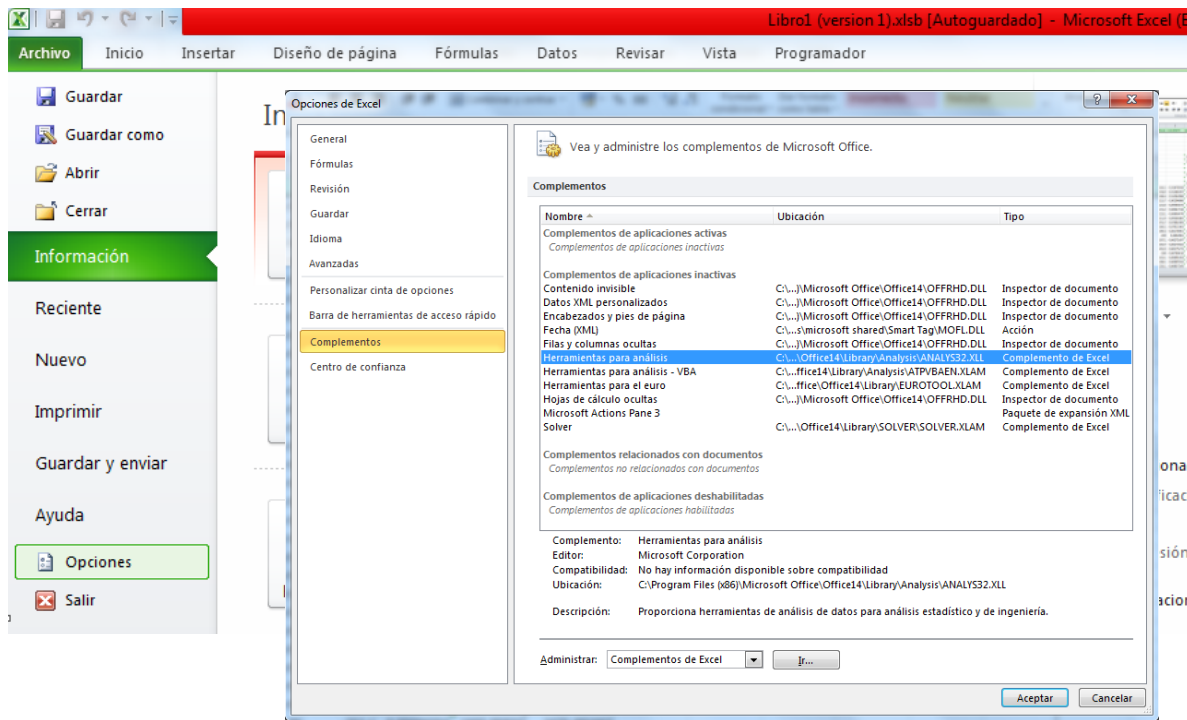 Libro1 (version 1).xlsb [Autoguardado] - Microsoft Excel (
Archivo Inicio Insertar Diseño de página Fórmulas Datos Revisar Vista Programador
Guardar
Guardar como
Abrir
Cerrar
Información
Reciente
Nuevo
Imprimir
Guardar y enviar
Ayuda
Opciones
Salir
In
Opciones de Excel
General
Fórmulas
Revisión
Guardar
Idioma
Avanzadas
Personalizar cinta de opciones
Barra de herramientas de acceso rápido
Complementos
Centro de confianza
Vea y administre los complementos de Microsoft Office.
Complementos
Nombre Ubicación Tipo
Complementos de aplicaciones activas
Complementos de aplicaciones inactivas
Complementos de aplicaciones inactivas
Contenido invisible C:\...)\Microsoft Office\Office14\OFFRHD.DLL Inspector de documento
Datos XML personalizados C:\...)\Microsoft Office\Office14\OFFRHD.DLL Inspector de documento
Encabezados y pies de página C:\...)\Microsoft Office\Office14\OFFRHD.DLL Inspector de documento
Fecha (XML) C:\...s\microsoft shared\Smart Tag\MOFL.DLL Acción
Filas y columnas ocultas C:\...)\Microsoft Office\Office14\OFFRHD.DLL Inspector de documento
Herramientas para análisis C:\...\Office14\Library\Analysis\ANALYS32.XLL Complemento de Excel
Herramientas para análisis - VBA C:\...ffice14\Library\Analysis\ATPVBAEN.XLAM Complemento de Excel
Herramientas para el euro C:\...ffice\Office14\Library\EUROTOOL.XLAM Complemento de Excel
Hojas de cálculo ocultas C:\...)\Microsoft Office\Office14\OFFRHD.DLL Inspector de documento
Microsoft Actions Pane 3 Paquete de expansión XML
Solver C:\...\Office14\Library\SOLVER\SOLVER.XLAM Complemento de Excel
Complementos relacionados con documentos
Complementos no relacionados con documentos
Complementos de aplicaciones deshabilitadas
Complementos de aplicaciones habilitadas
Complemento: Herramientas para análisis
Editor: Microsoft Corporation
Compatibilidad: No hay información disponible sobre compatibilidad
Ubicación: C:\Program Files (x86)\Microsoft Office\Office14\Library\Analysis\ANALYS32.XLL
Descripción: Proporciona herramientas de análisis de datos para análisis estadístico y de ingeniería.
Administrar: Complementos de Excel Ir...
Aceptar Cancelar